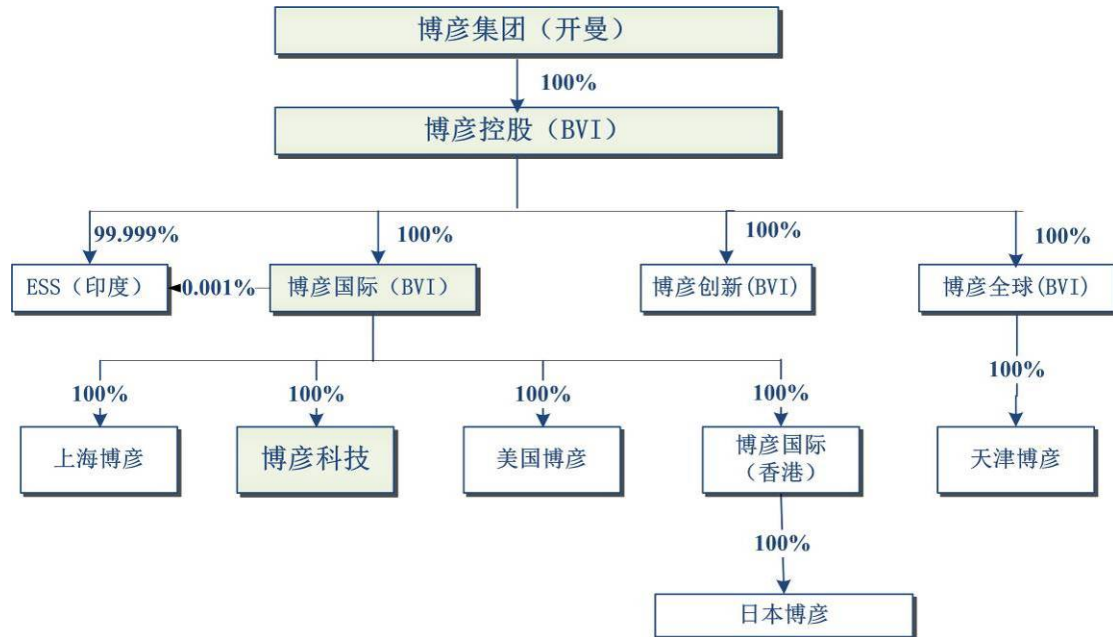 博彦集团（开曼）
100%
博彦控股（BVI）
99.999%
100%
100%
100%
ESS（印度）
0.001%
博彦国际（BVI）
博彦创新(BVI)
博彦全球(BVI)
100%
100%
100%
100%
100%
上海博彦
博彦科技
美国博彦
博彦国际
（香港）
天津博彦
100%
日本博彦